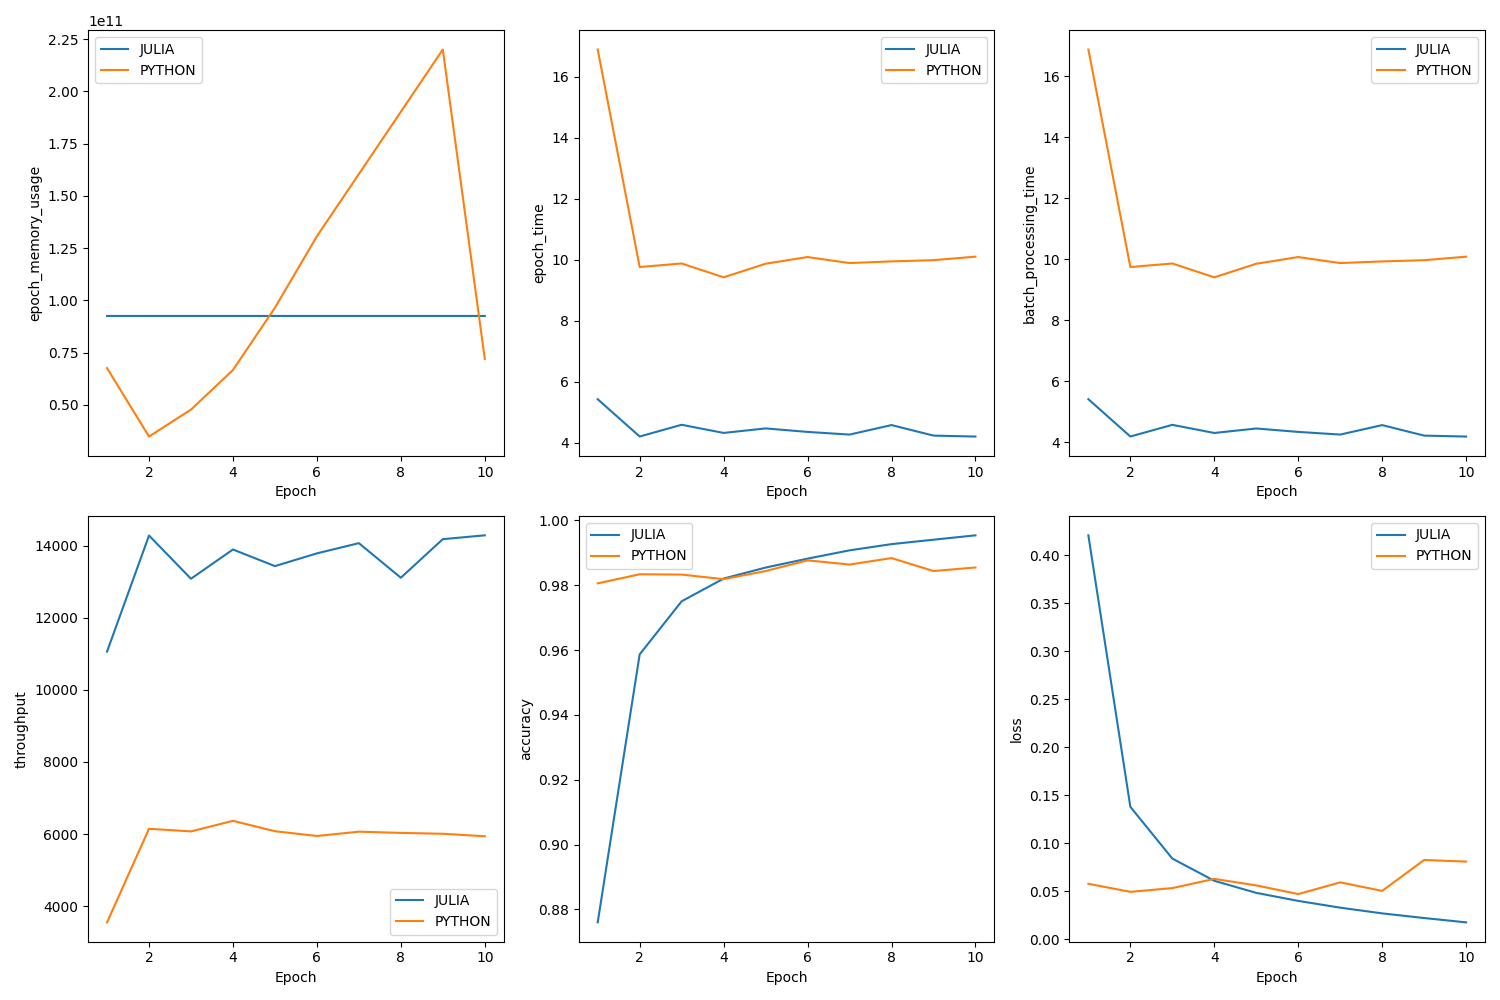 1e11
2.25
2.00
1.75
1.50
1.25
1.00
0.75
0.50
epoch_memory_usage
JULIA
PYTHON
2 4 6 8 10
Epoch
16
14
12
10
8
6
4
epoch_time
JULIA
PYTHON
2 4 6 8 10
Epoch
16
14
12
10
8
6
4
batch_processing_time
JULIA
PYTHON
2 4 6 8 10
Epoch
14000
12000
10000
8000
6000
4000
throughput
JULIA
PYTHON
2 4 6 8 10
Epoch
1.00
0.98
0.96
0.94
0.92
0.90
0.88
accuracy
JULIA
PYTHON
2 4 6 8 10
Epoch
0.40
0.35
0.30
0.25
0.20
0.15
0.10
0.05
0.00
loss
JULIA
PYTHON
2 4 6 8 10
Epoch